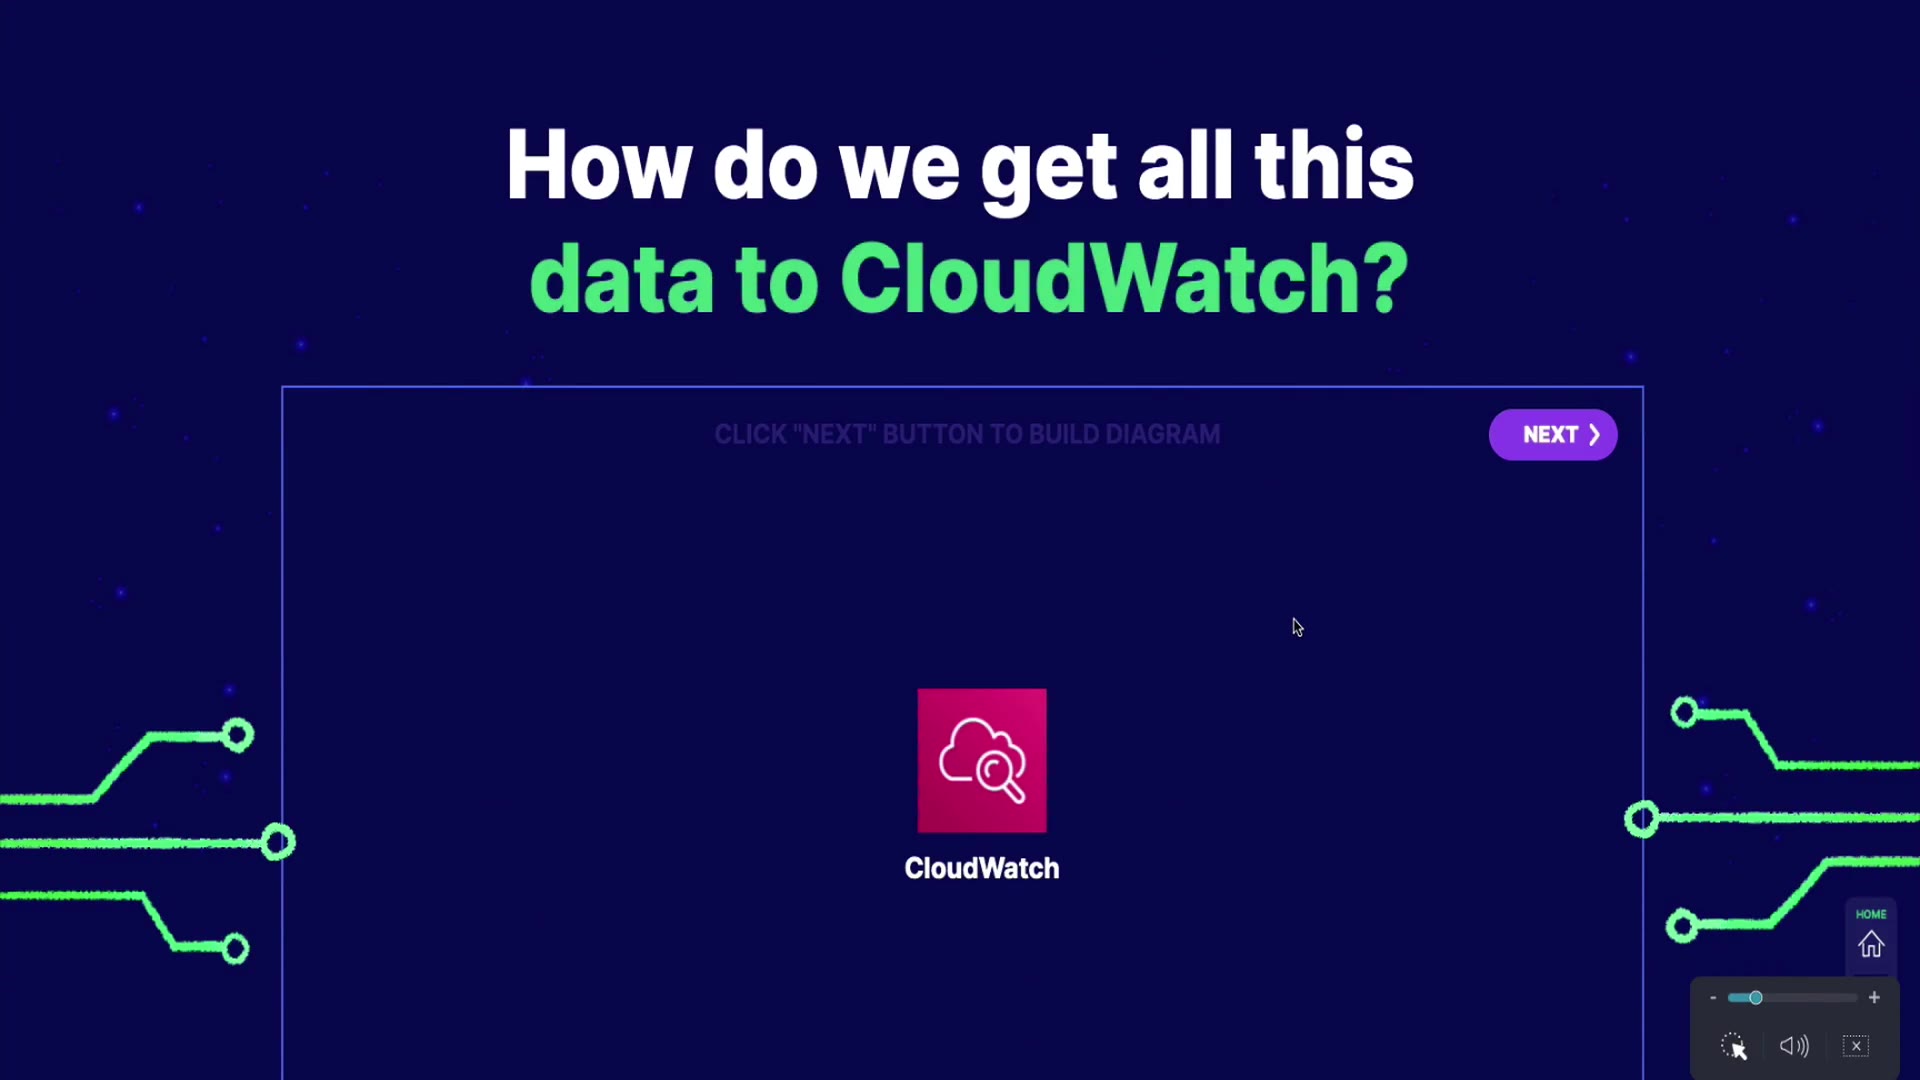 How do we get all this
data to CloudWatch?
CLICK "NEXT" BUTTON TO BUILD DIAGRAM
NEXT
CloudWatch
HOME
- +
x